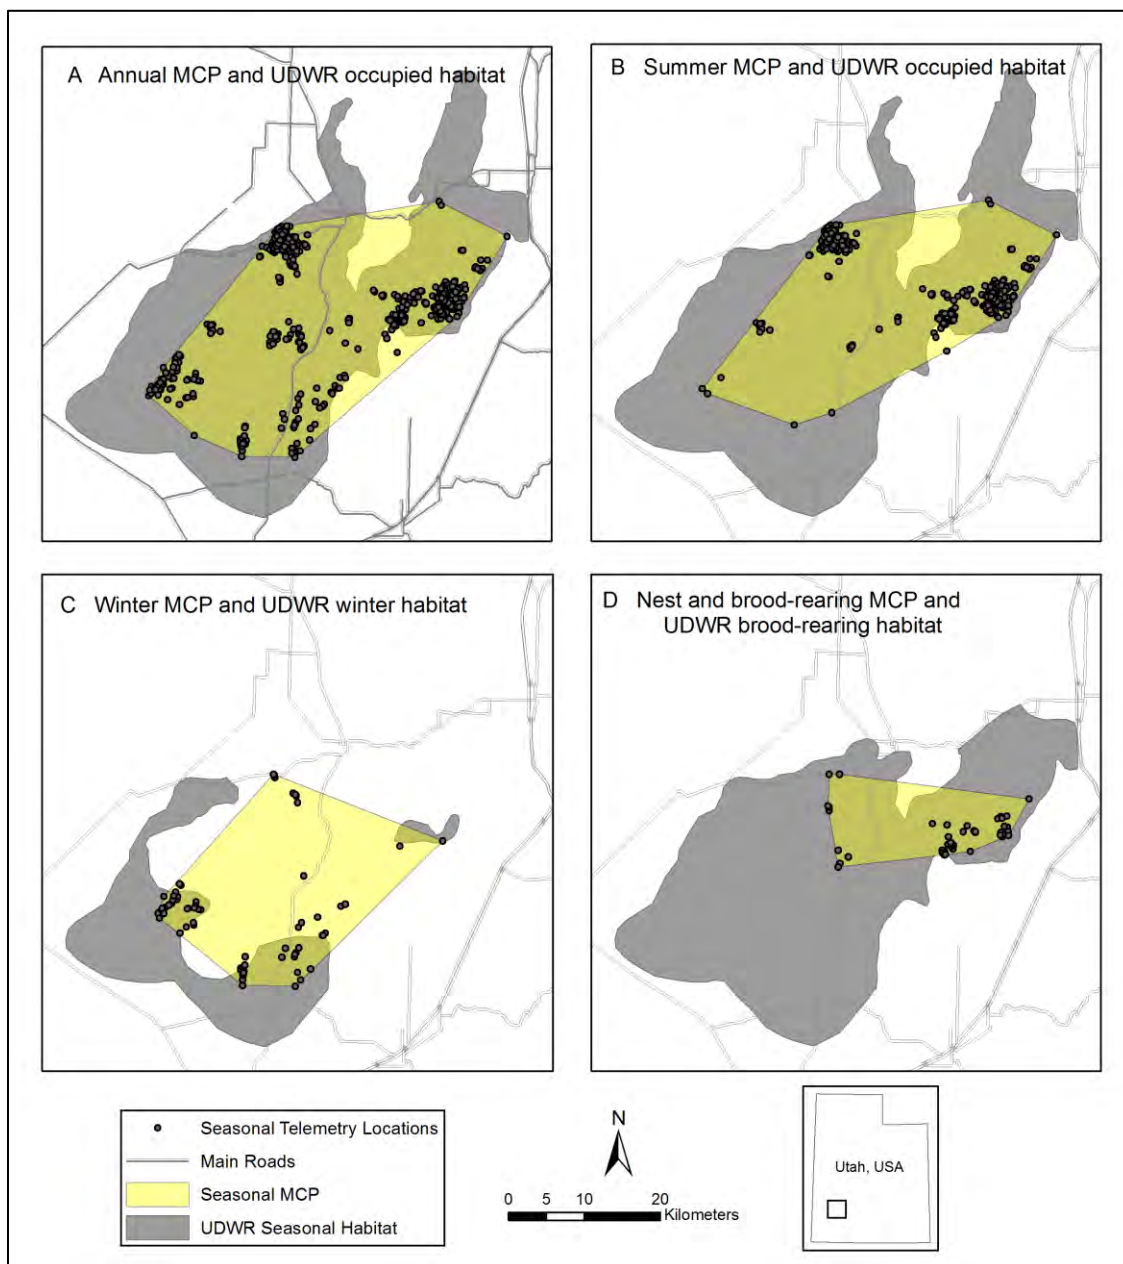 A Annual MCP and UDWR occupied habitat
B Summer MCP and UDWR occupied habitat
C Winter MCP and UDWR winter habitat
D Nest and brood-rearing MCP and
UDWR brood-rearing habitat
Seasonal Telemetry Locations
Main Roads
Seasonal MCP
UDWR Seasonal Habitat
N
0 5 10 20
Kilometers
Utah, USA